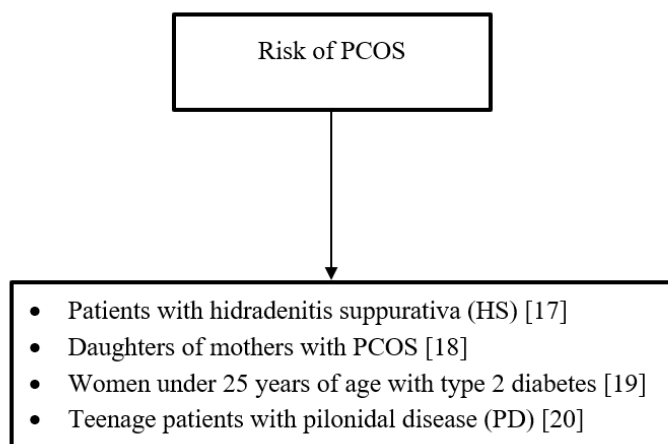 Risk of PCOS
• Patients with hidradenitis suppurativa (HS) [17]
• Daughters of mothers with PCOS [18]
• Women under 25 years of age with type 2 diabetes [19]
• Teenage patients with pilonidal disease (PD) [20]